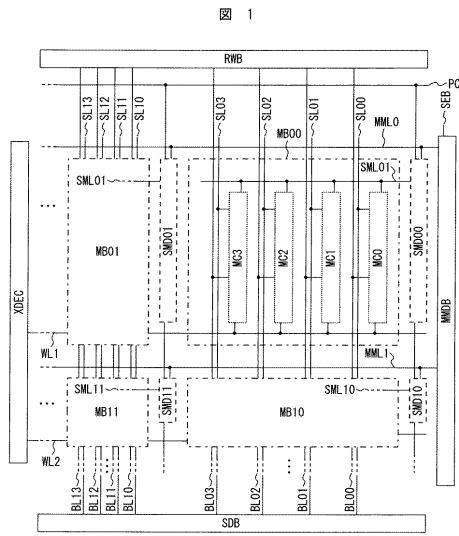 図 1
RWB
PC
SEB
SL13
SL12
SL11
SL10
SL03
SL02
SL01
SL00
MB00
MML0
SML01
SML01
MB01
SMD01
MC3
MC2
MC1
MC0
SMD00
XDEC
MMDB
WL1
MML1
SML11
MB11
SMD11
SML10
MB10
SMD10
WL2
BL13
BL12
BL11
BL10
BL03
BL02
BL01
BL00
SDB